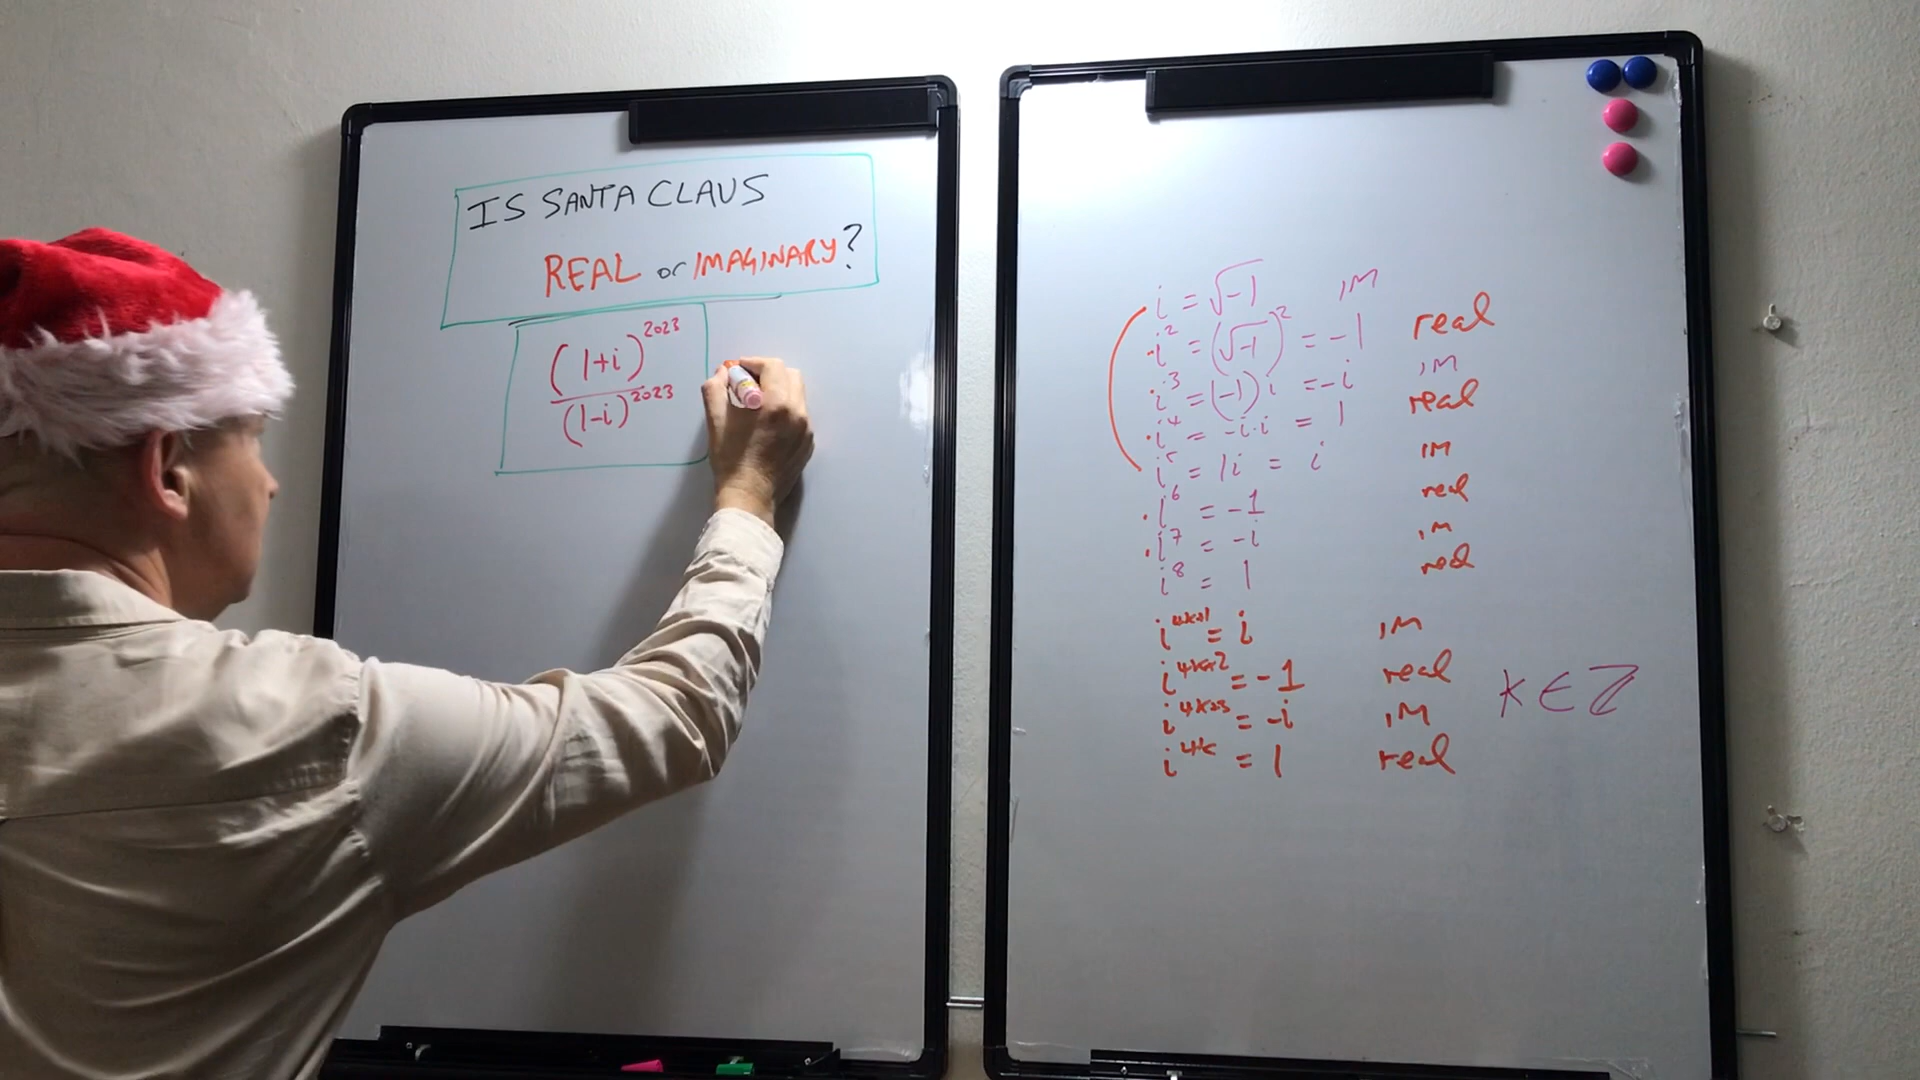 IS SANTA CLAUS
REAL or IMAGINARY?
(1+i)^2023
(1-i)^2023
i = √-1 IM
i² = (√-1)² = -1 real
i³ = (-1)i = -i IM
i⁴ = -i·i = 1 real
i⁵ = 1i = i IM
i⁶ = -1 real
i⁷ = -i IM
i⁸ = 1 real
i^4k+1 = i IM
i^4k+2 = -1 real
i^4k+3 = -i IM
i^4k = 1 real
K ∈ ℤ